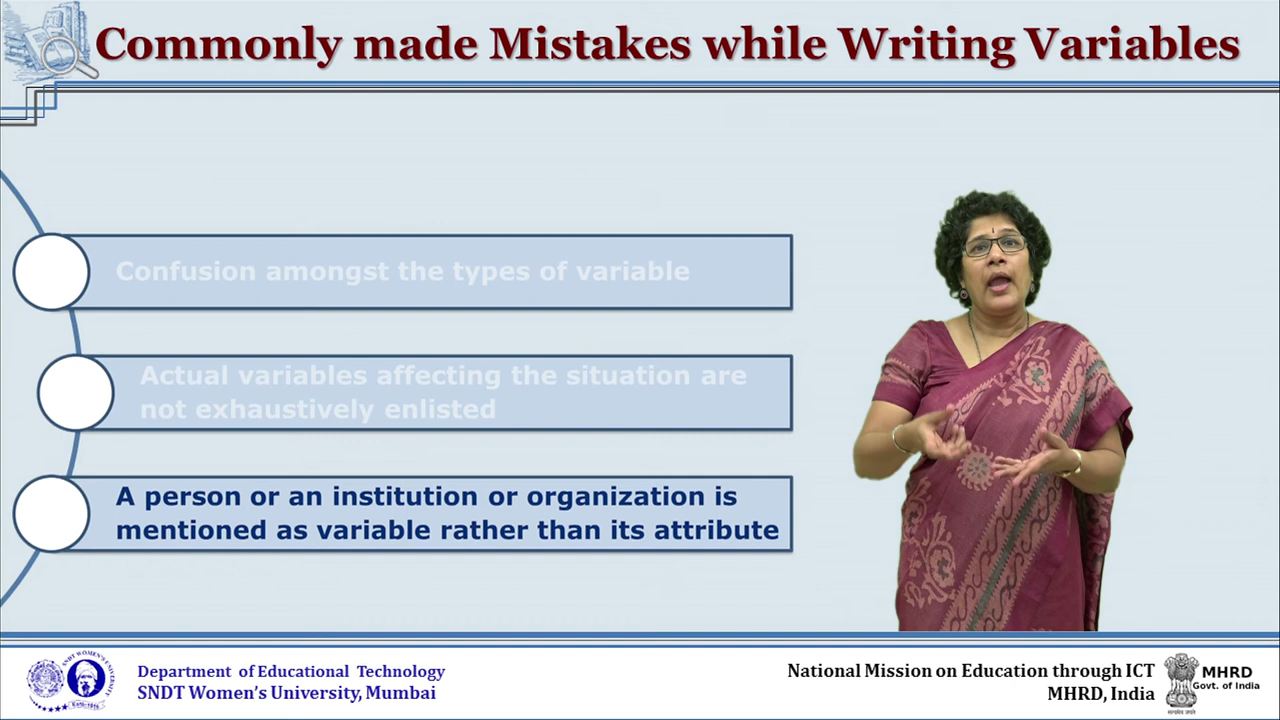 Commonly made Mistakes while Writing Variables
Confusion amongst the types of variable
Actual variables affecting the situation are
not exhaustively enlisted
A person or an institution or organization is
mentioned as variable rather than its attribute
Department of Educational Technology
SNDT Women's University, Mumbai
National Mission on Education through ICT
MHRD, India
MHRD
Govt. of India